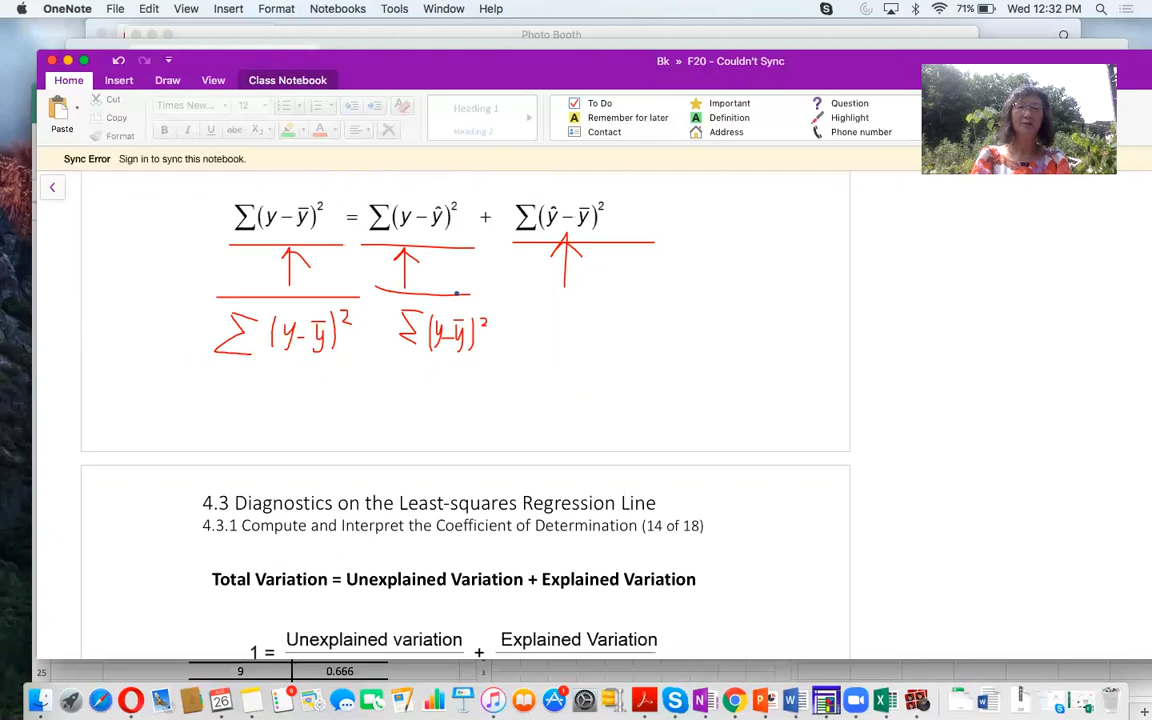 OneNote File Edit View Insert Format Notebooks Tools Window Help 71% Wed 12:32 PM
Photo Booth
Bk » F20 - Couldn't Sync
Home Insert Draw View Class Notebook
Paste Cut Copy Format
Times New... 12
B I U abc X₂ A
Heading 1
Heading 4
To Do Important Question
Remember for later Definition Highlight
Contact Address Phone number
Sync Error Sign in to sync this notebook.
∑(y − ȳ)² = ∑(y − ŷ)² + ∑(ŷ − ȳ)²
∑(y − ȳ)² ∑(y − ȳ)²
4.3 Diagnostics on the Least-squares Regression Line
4.3.1 Compute and Interpret the Coefficient of Determination (14 of 18)
Total Variation = Unexplained Variation + Explained Variation
1 = Unexplained variation + Explained Variation
25 9 0.666 3